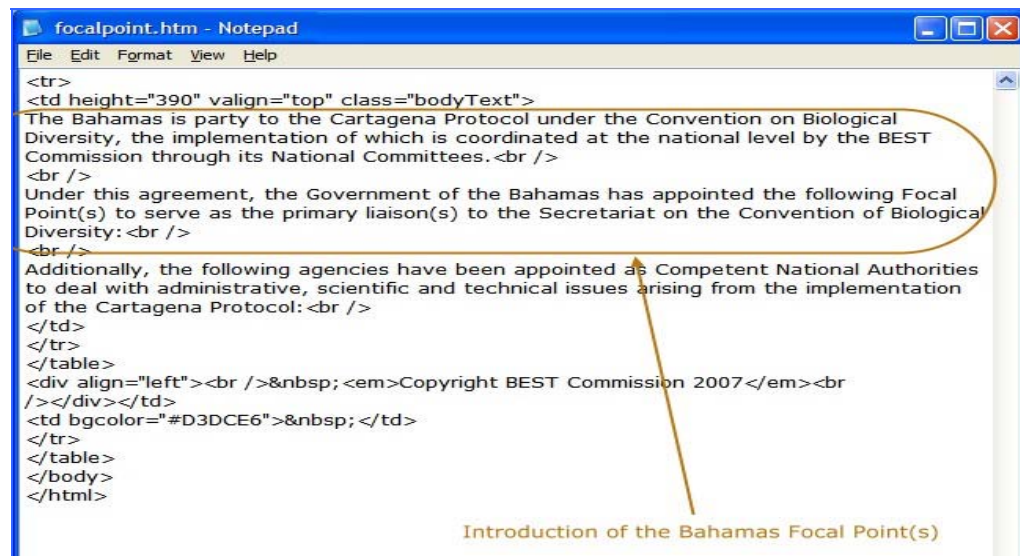 focalpoint.htm - Notepad
File Edit Format View Help
<tr>
<td height="390" valign="top" class="bodyText">
The Bahamas is party to the Cartagena Protocol under the Convention on Biological
Diversity, the implementation of which is coordinated at the national level by the BEST
Commission through its National Committees.<br />
<br />
Under this agreement, the Government of the Bahamas has appointed the following Focal
Point(s) to serve as the primary liaison(s) to the Secretariat on the Convention of Biological
Diversity:<br />
<br />
Additionally, the following agencies have been appointed as Competent National Authorities
to deal with administrative, scientific and technical issues arising from the implementation
of the Cartagena Protocol:<br />
</td>
</tr>
</table>
<div align="left"><br />&nbsp;<em>Copyright BEST Commission 2007</em><br
/></div></td>
<td bgcolor="#D3DCE6">&nbsp;</td>
</tr>
</table>
</body>
</html>
Introduction of the Bahamas Focal Point(s)